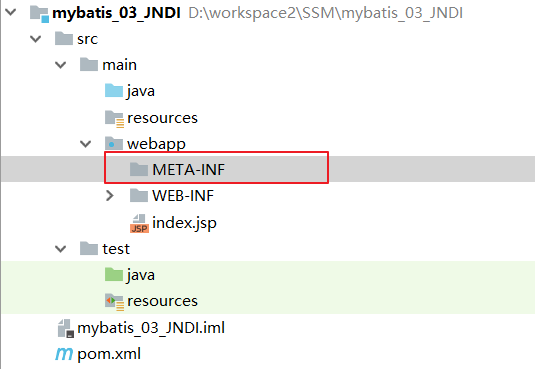 mybatis_03_JNDI D:\workspace2\SSM\mybatis_03_JNDI
src
main
java
resources
webapp
META-INF
WEB-INF
JSP index.jsp
test
java
resources
mybatis_03_JNDI.iml
m pom.xml